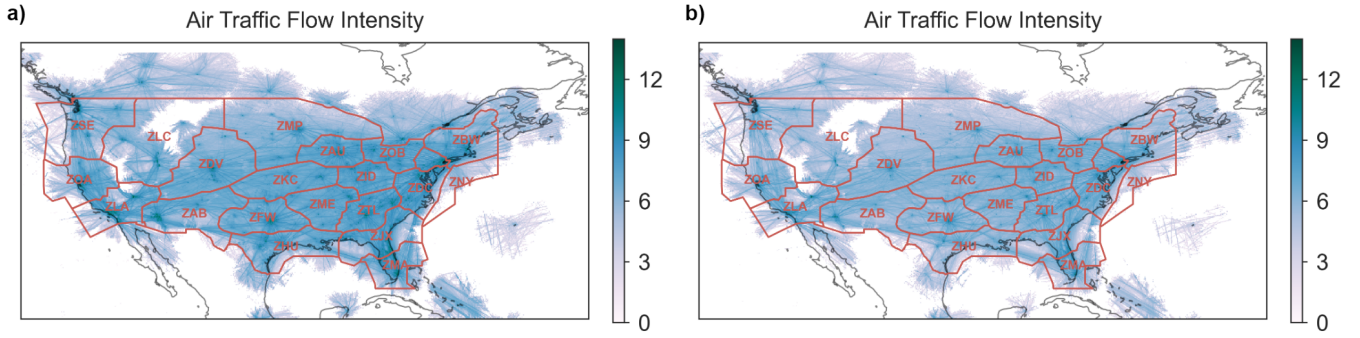 a)
Air Traffic Flow Intensity
ZSE
ZLC
ZMP
ZBW
ZAU
ZOB
ZDV
ZOA
ZKC
ZID
ZDC
ZNY
ZLA
ZAB
ZFW
ZME
ZTL
ZHU
ZJX
ZMA
12
9
6
3
0
b)
Air Traffic Flow Intensity
ZSE
ZLC
ZMP
ZBW
ZAU
ZOB
ZDV
ZOA
ZKC
ZID
ZDC
ZNY
ZLA
ZAB
ZFW
ZME
ZTL
ZHU
ZJX
ZMA
12
9
6
3
0